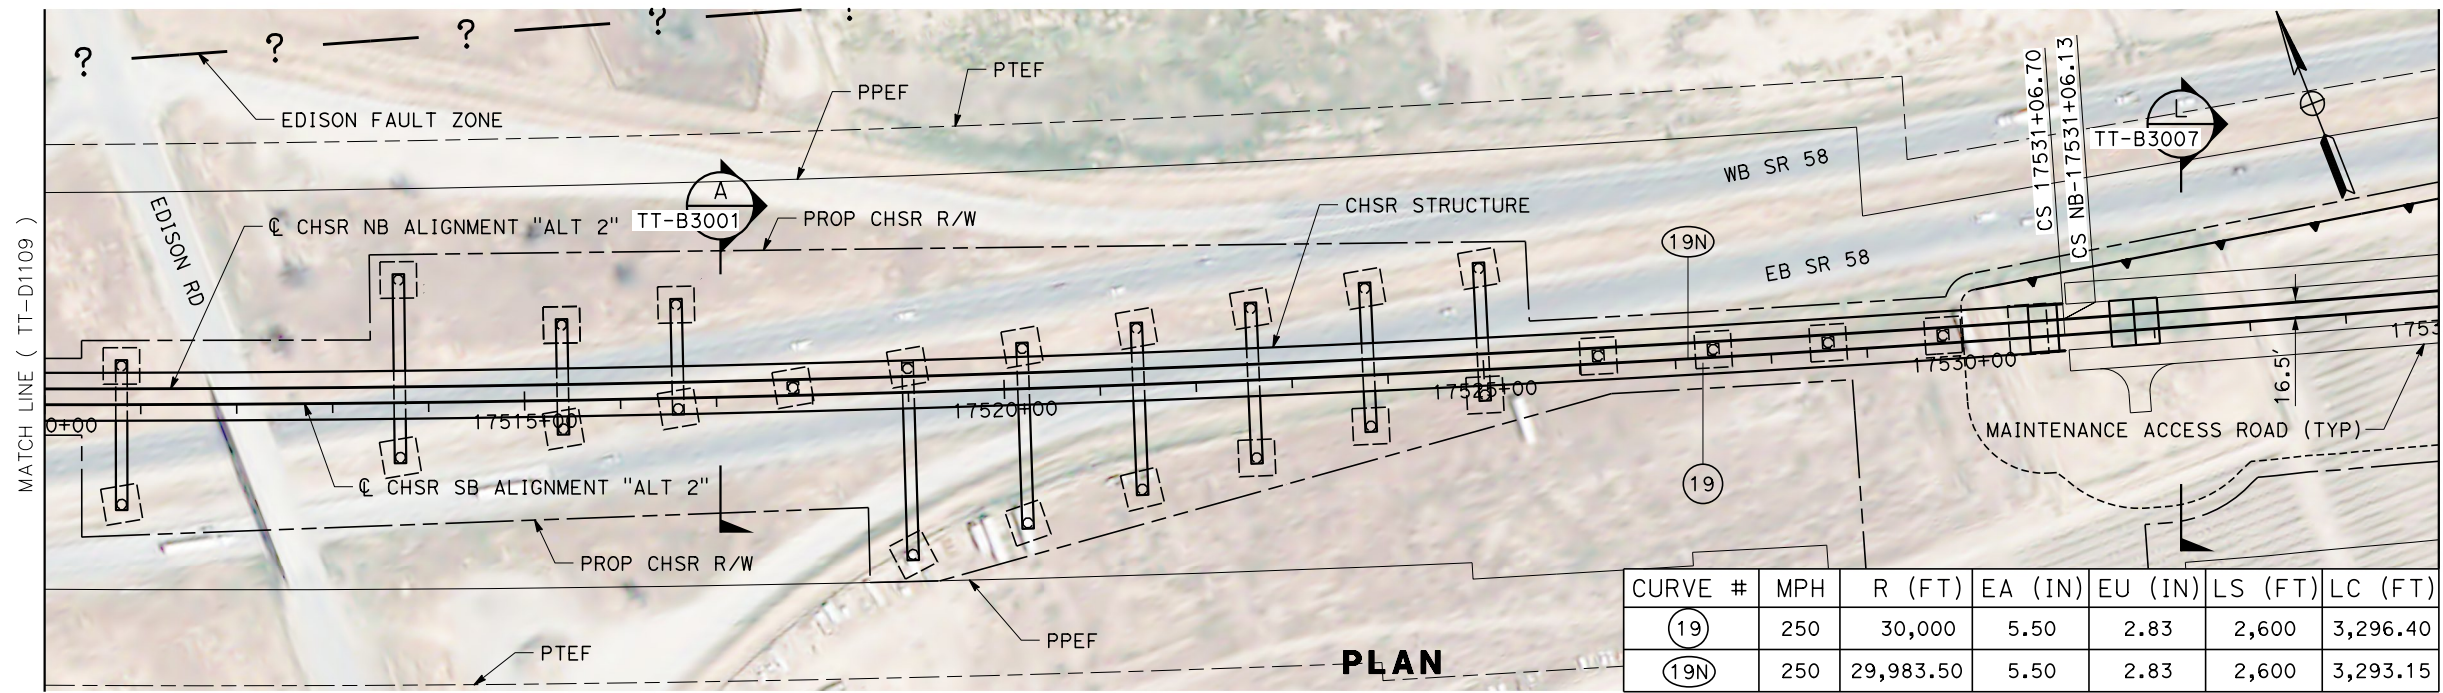 ? ? ? ? ?
PTEF
PPEF
EDISON FAULT ZONE
CS 17531+06.70
CS NB-17531+06.13
L
TT-B3007
WB SR 58
A
TT-B3001
MATCH LINE ( TT-D1109 )
EDISON RD
℄ CHSR NB ALIGNMENT "ALT 2"
PROP CHSR R/W
CHSR STRUCTURE
19N
EB SR 58
0+00
17515+00
17520+00
17525+00
17530+00
1753
16.5'
MAINTENANCE ACCESS ROAD (TYP)
℄ CHSR SB ALIGNMENT "ALT 2"
19
PROP CHSR R/W
PPEF
PTEF
PLAN
CURVE # MPH R (FT) EA (IN) EU (IN) LS (FT) LC (FT)
19 250 30,000 5.50 2.83 2,600 3,296.40
19N 250 29,983.50 5.50 2.83 2,600 3,293.15